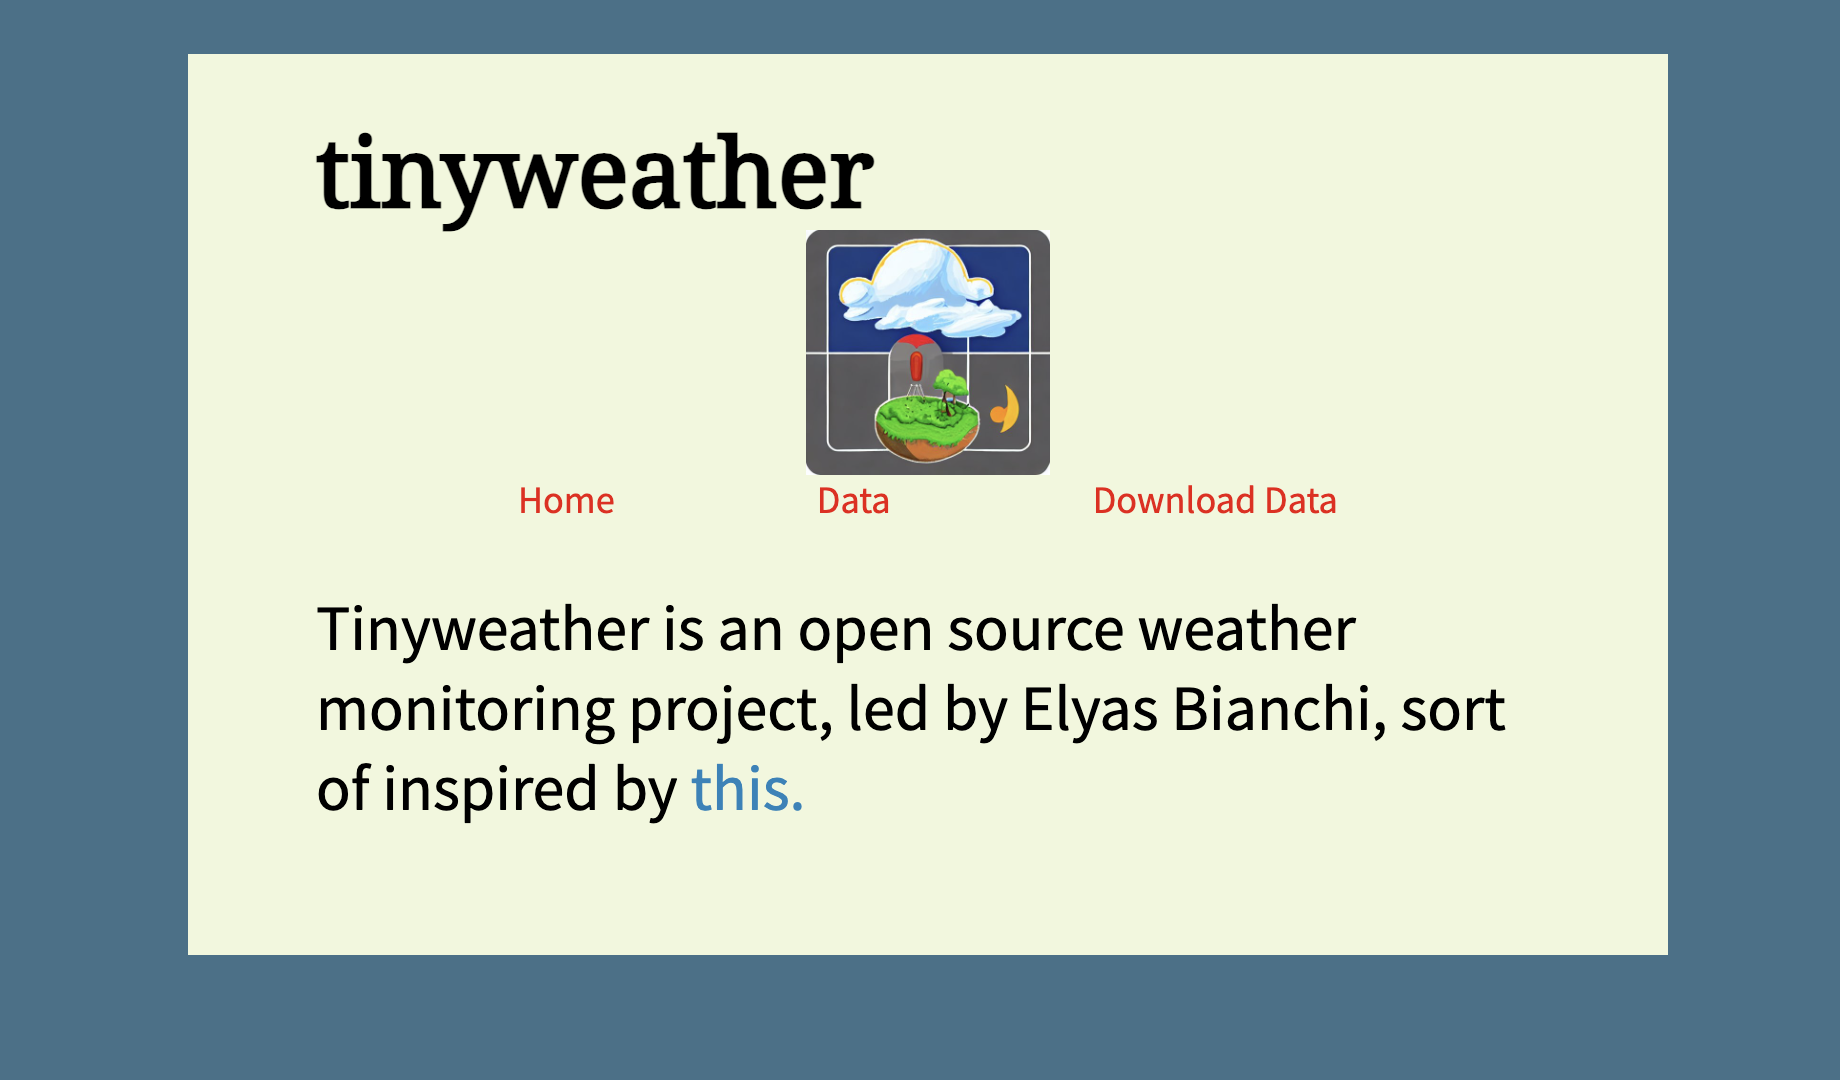 tinyweather
Home Data Download Data
Tinyweather is an open source weather
monitoring project, led by Elyas Bianchi, sort
of inspired by this.